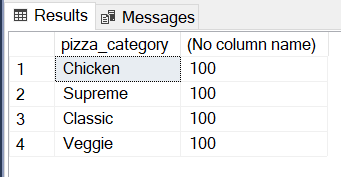 Results Messages
pizza_category (No column name)
1 Chicken 100
2 Supreme 100
3 Classic 100
4 Veggie 100